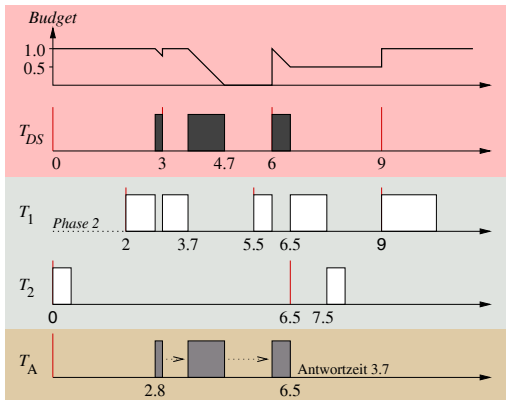 Budget
1.0
0.5
T_DS
0 3 4.7 6 9
T_1
Phase 2
2 3.7 5.5 6.5 9
T_2
0 6.5 7.5
T_A
Antwortzeit 3.7
2.8 6.5